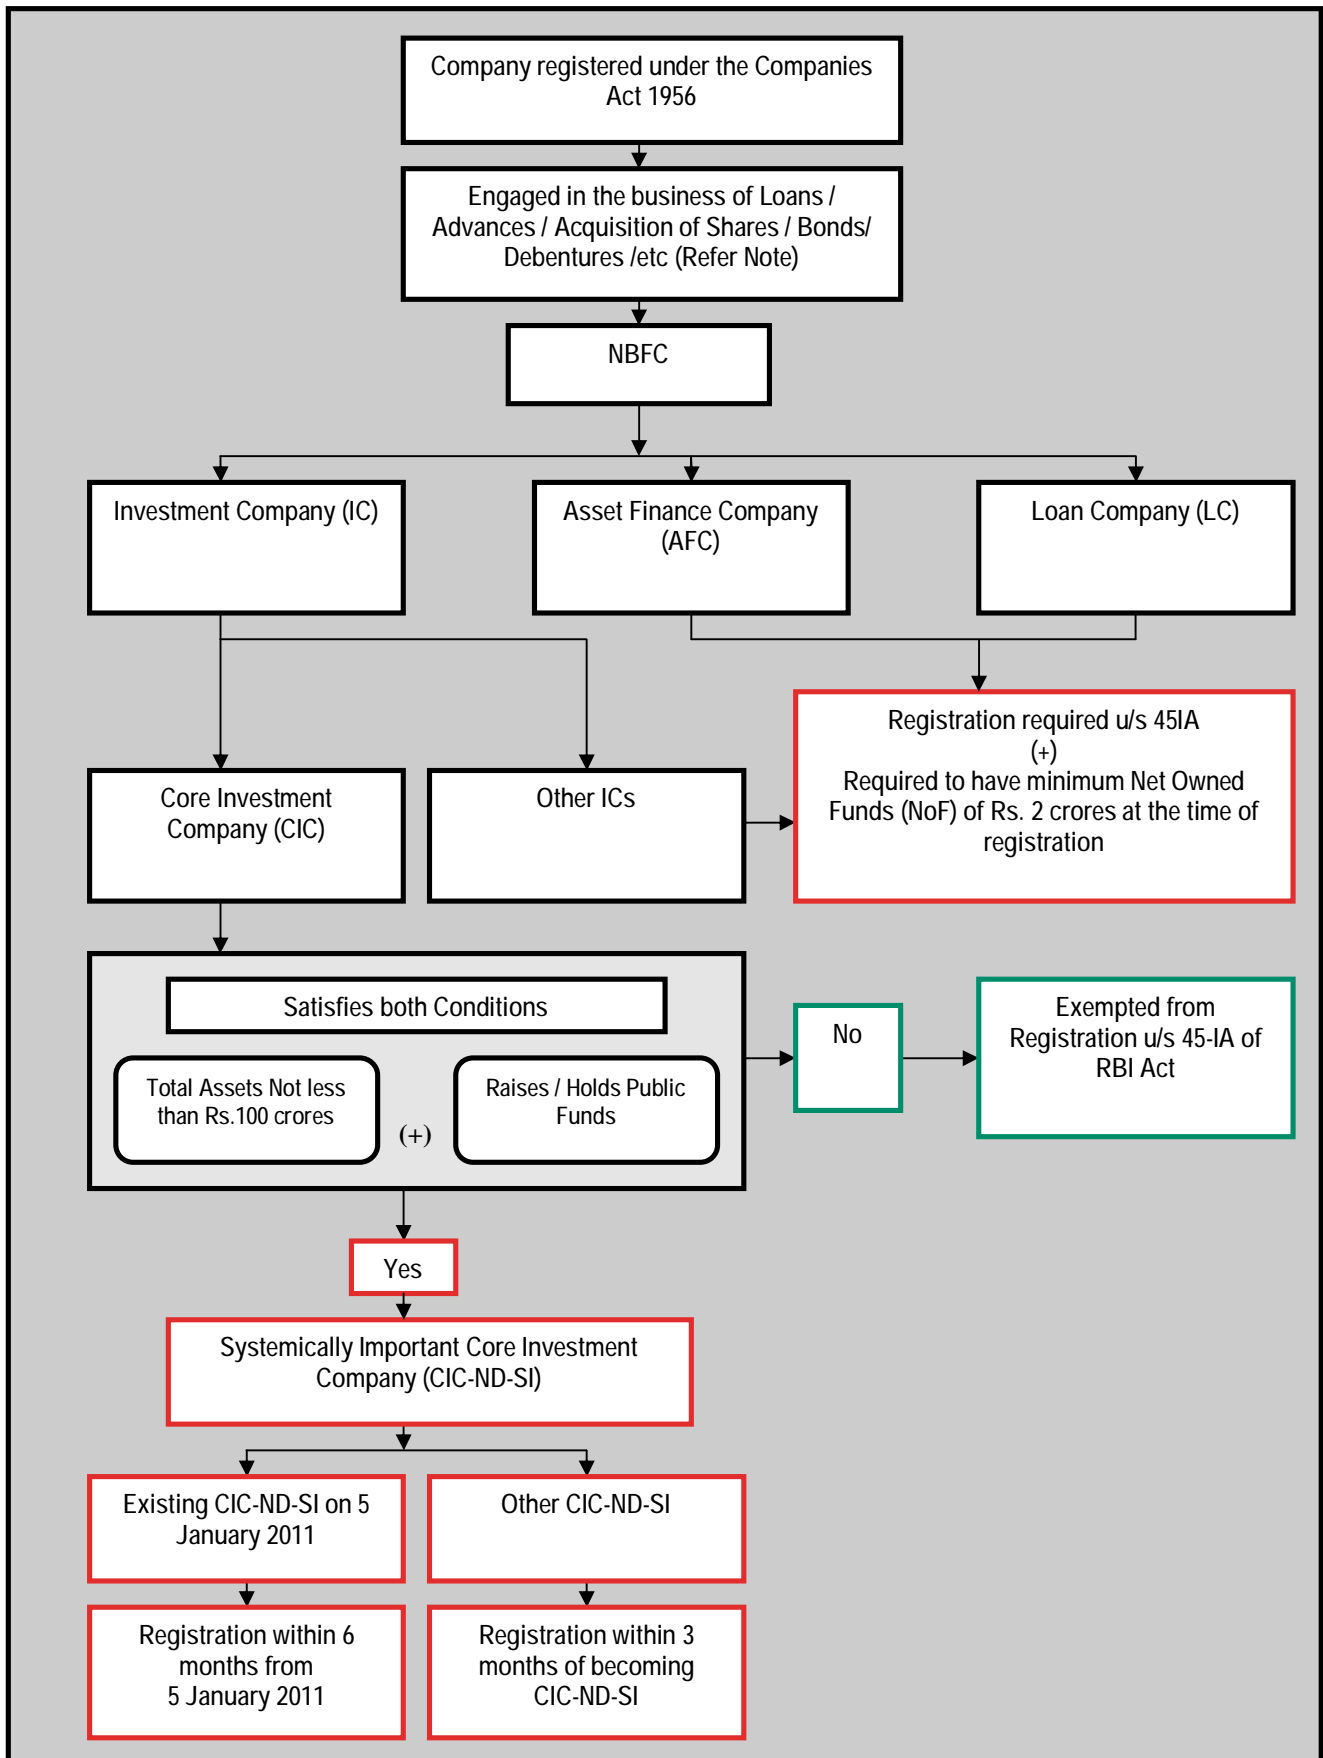 Company registered under the Companies
Act 1956
Engaged in the business of Loans /
Advances / Acquisition of Shares / Bonds/
Debentures /etc (Refer Note)
NBFC
Investment Company (IC)
Asset Finance Company
(AFC)
Loan Company (LC)
Registration required u/s 45IA
(+)
Required to have minimum Net Owned
Funds (NoF) of Rs. 2 crores at the time of
registration
Core Investment
Company (CIC)
Other ICs
Satisfies both Conditions
Total Assets Not less
than Rs.100 crores
(+)
Raises / Holds Public
Funds
No
Exempted from
Registration u/s 45-IA of
RBI Act
Yes
Systemically Important Core Investment
Company (CIC-ND-SI)
Existing CIC-ND-SI on 5
January 2011
Other CIC-ND-SI
Registration within 6
months from
5 January 2011
Registration within 3
months of becoming
CIC-ND-SI